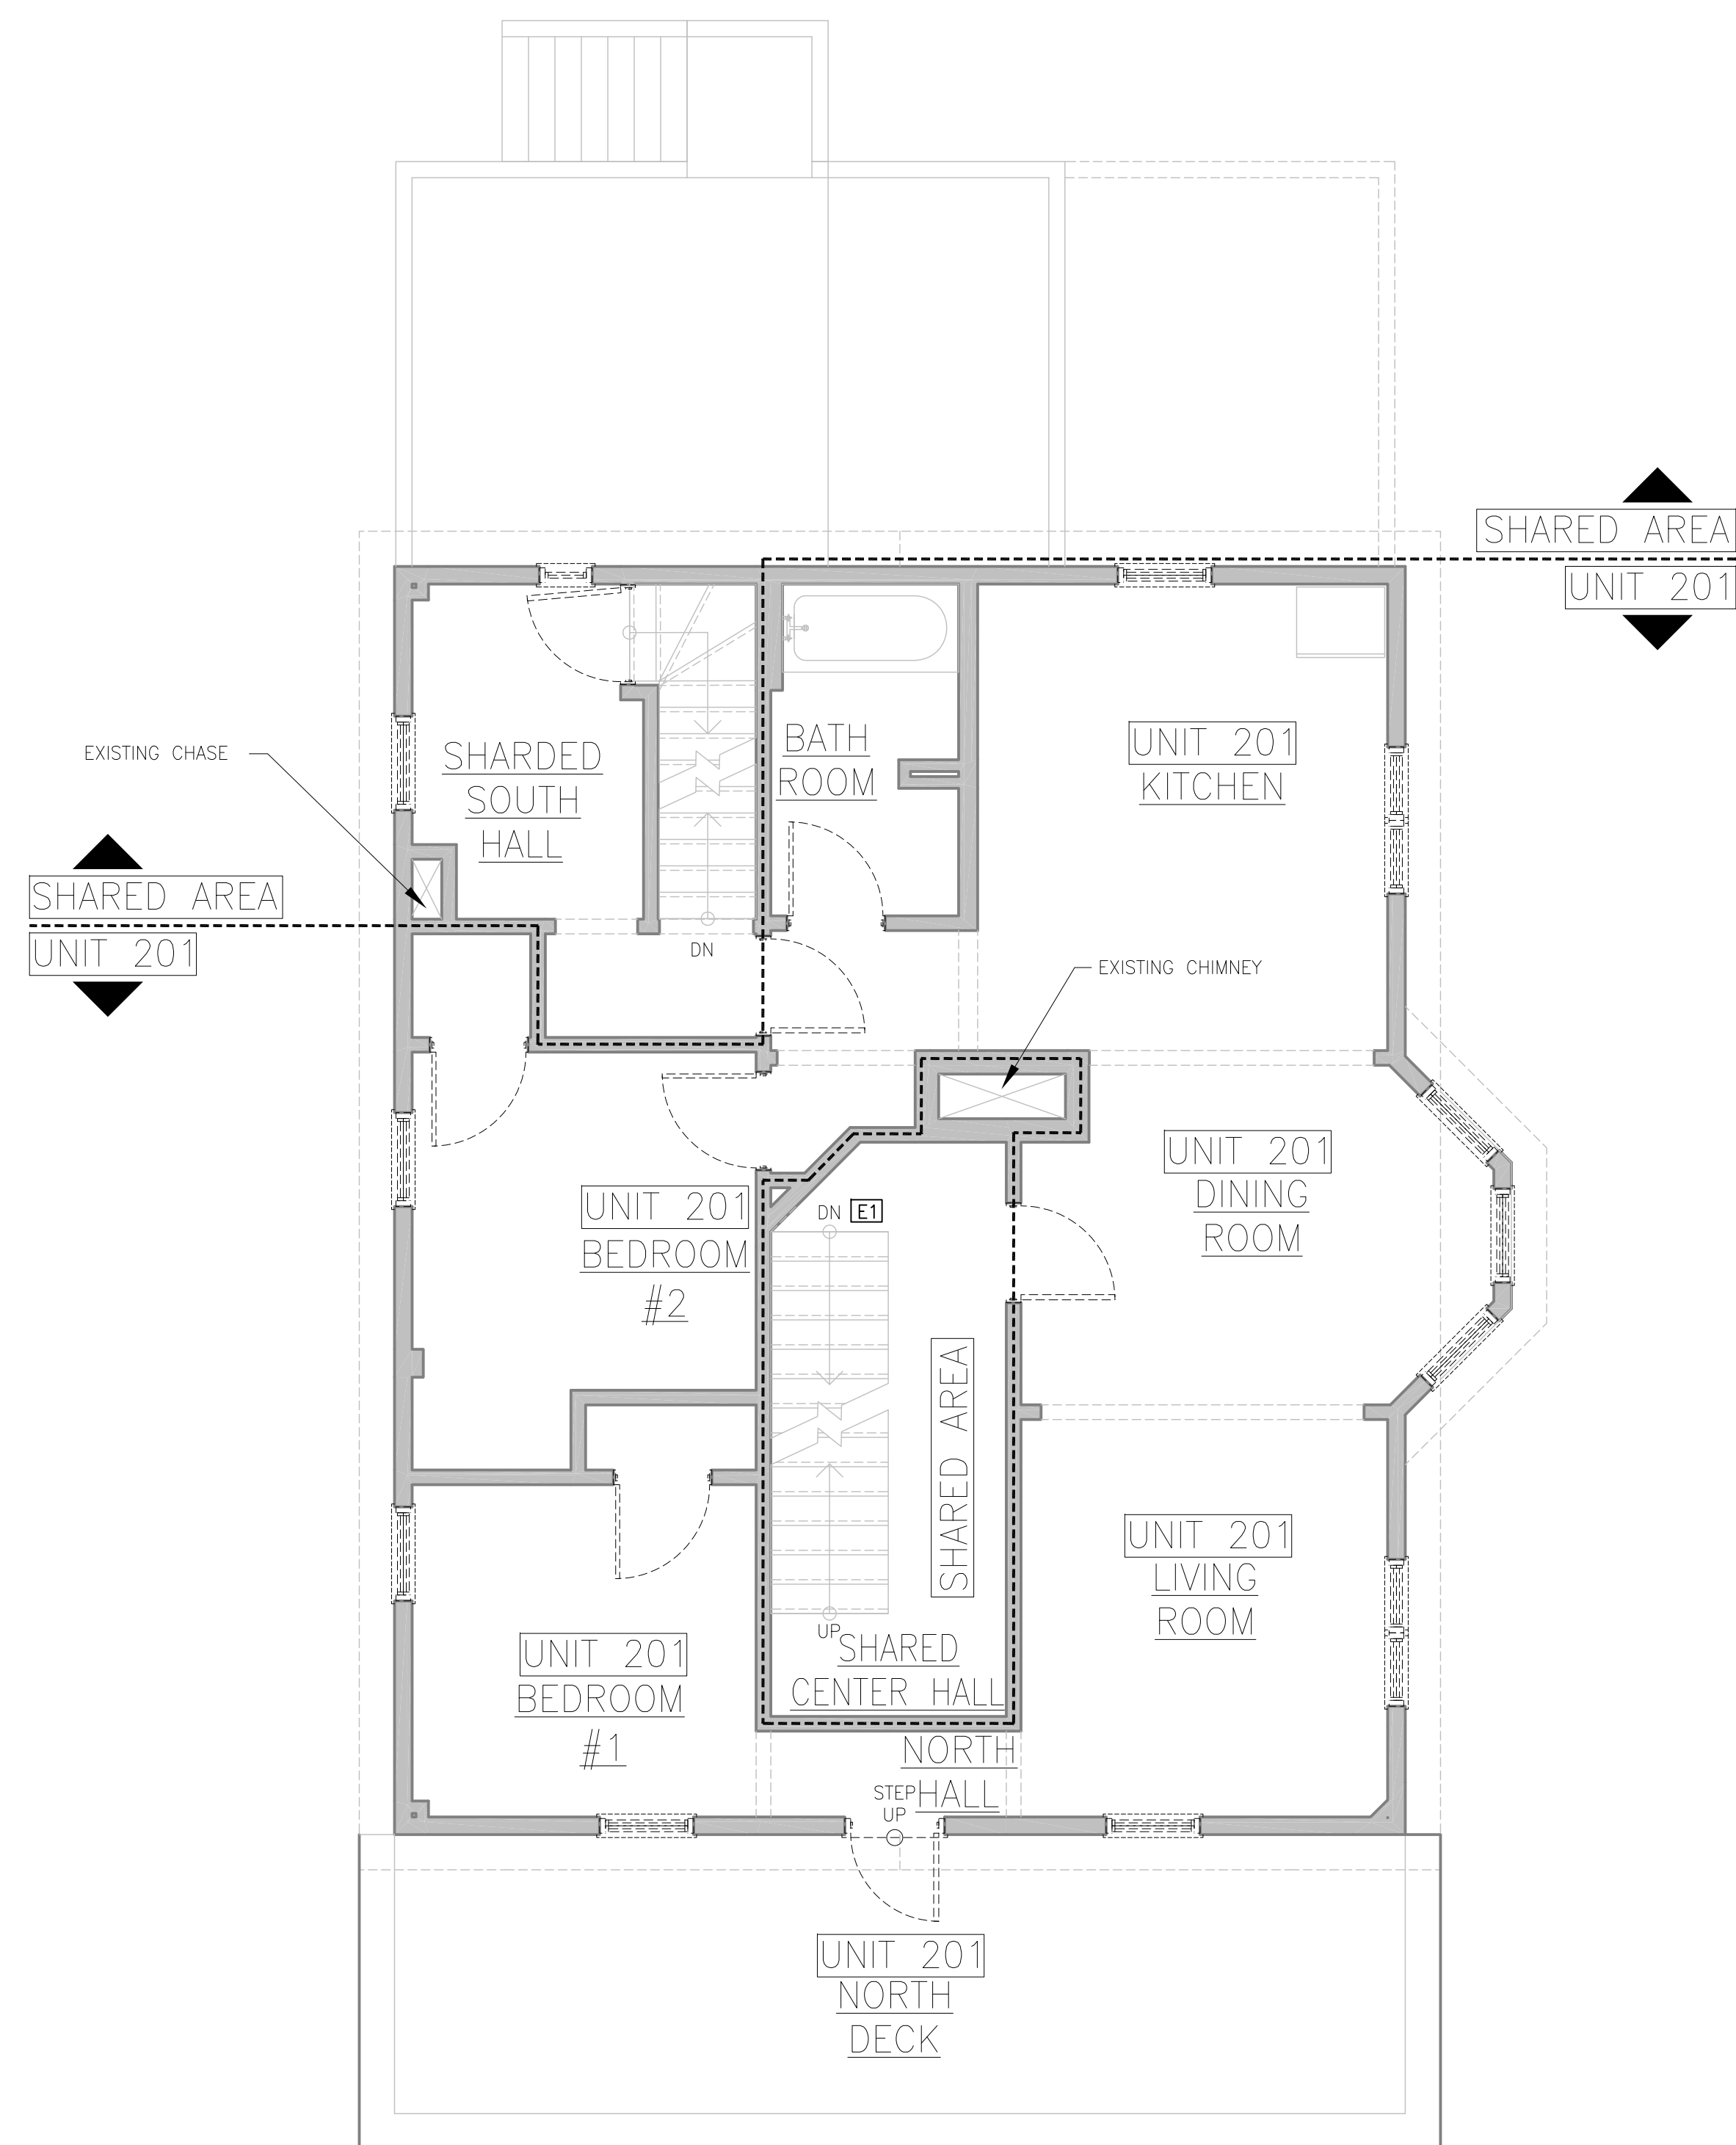 SHARED AREA
UNIT 201
BATH
ROOM
UNIT 201
KITCHEN
EXISTING CHASE
SHARDED
SOUTH
HALL
SHARED AREA
UNIT 201
DN
EXISTING CHIMNEY
UNIT 201
DINING
ROOM
UNIT 201
BEDROOM
#2
DN E1
SHARED AREA
UNIT 201
LIVING
ROOM
UP
SHARED
CENTER HALL
UNIT 201
BEDROOM
#1
NORTH
HALL
STEP
UP
UNIT 201
NORTH
DECK